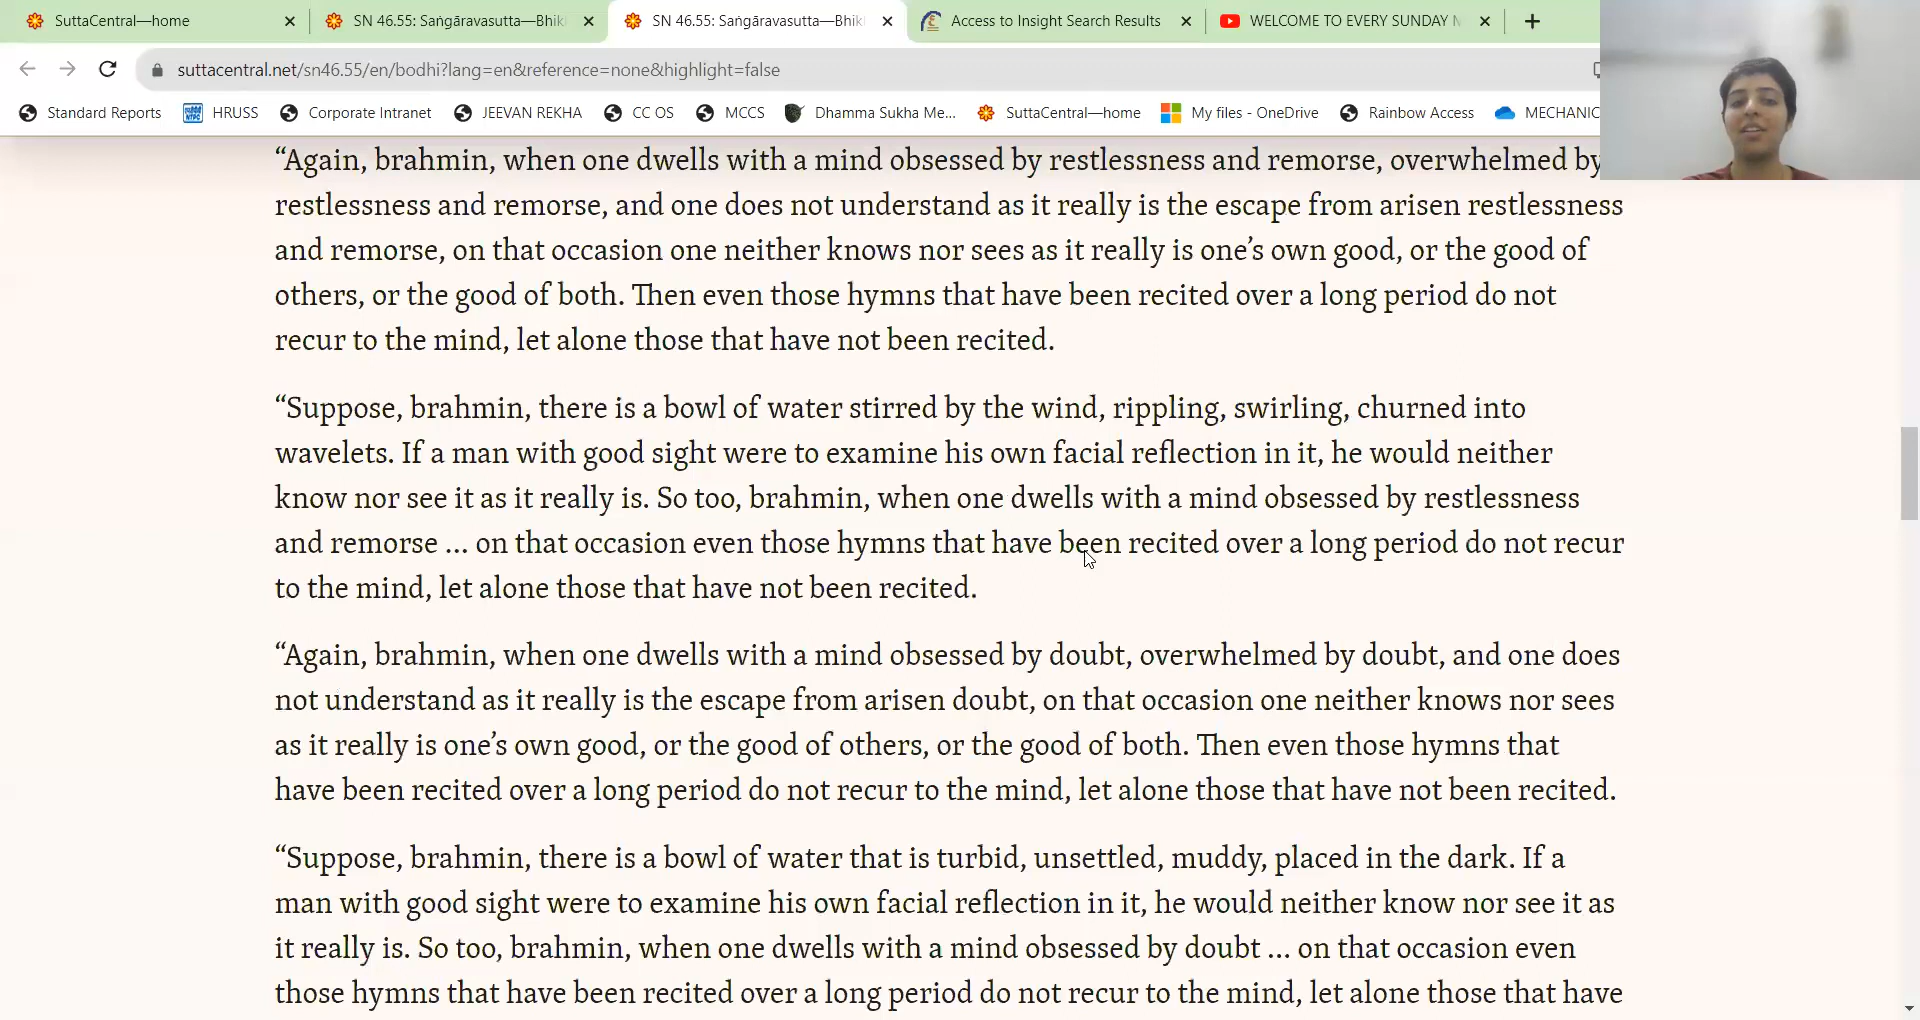 SuttaCentral—home
SN 46.55: Saṅgāravasutta—Bhik
SN 46.55: Saṅgāravasutta—Bhikl
Access to Insight Search Results
WELCOME TO EVERY SUNDAY M
suttacentral.net/sn46.55/en/bodhi?lang=en&reference=none&highlight=false
Standard Reports
HRUSS
Corporate Intranet
JEEVAN REKHA
CC OS
MCCS
Dhamma Sukha Me...
SuttaCentral—home
My files - OneDrive
Rainbow Access
MECHANIC
“Again, brahmin, when one dwells with a mind obsessed by restlessness and remorse, overwhelmed by
restlessness and remorse, and one does not understand as it really is the escape from arisen restlessness
and remorse, on that occasion one neither knows nor sees as it really is one’s own good, or the good of
others, or the good of both. Then even those hymns that have been recited over a long period do not
recur to the mind, let alone those that have not been recited.
“Suppose, brahmin, there is a bowl of water stirred by the wind, rippling, swirling, churned into
wavelets. If a man with good sight were to examine his own facial reflection in it, he would neither
know nor see it as it really is. So too, brahmin, when one dwells with a mind obsessed by restlessness
and remorse … on that occasion even those hymns that have been recited over a long period do not recur
to the mind, let alone those that have not been recited.
“Again, brahmin, when one dwells with a mind obsessed by doubt, overwhelmed by doubt, and one does
not understand as it really is the escape from arisen doubt, on that occasion one neither knows nor sees
as it really is one’s own good, or the good of others, or the good of both. Then even those hymns that
have been recited over a long period do not recur to the mind, let alone those that have not been recited.
“Suppose, brahmin, there is a bowl of water that is turbid, unsettled, muddy, placed in the dark. If a
man with good sight were to examine his own facial reflection in it, he would neither know nor see it as
it really is. So too, brahmin, when one dwells with a mind obsessed by doubt … on that occasion even
those hymns that have been recited over a long period do not recur to the mind, let alone those that have